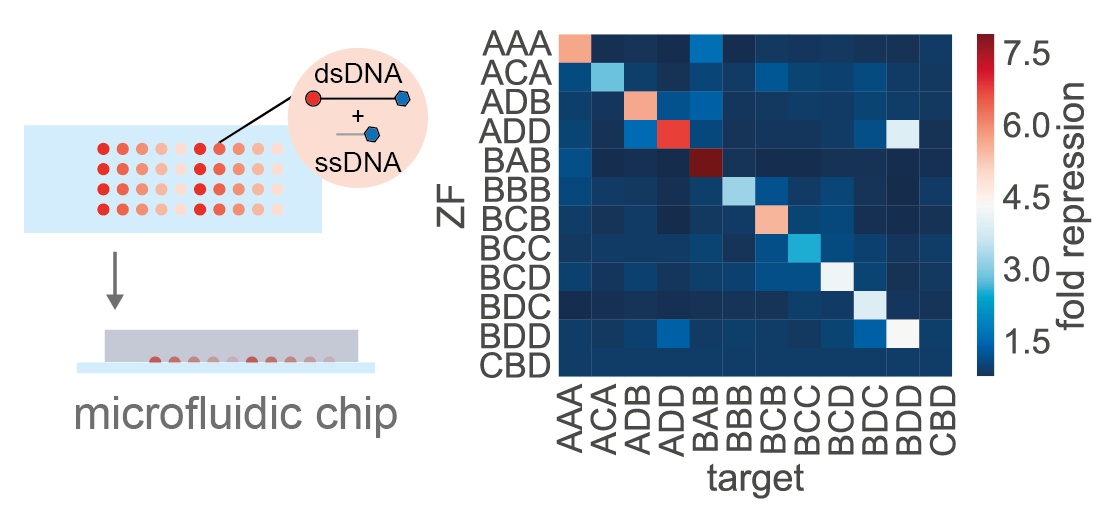 dsDNA
+
ssDNA
microfluidic chip
ZF
AAA
ACA
ADB
ADD
BAB
BBB
BCB
BCC
BCD
BDC
BDD
CBD
AAA
ACA
ADB
ADD
BAB
BBB
BCB
BCC
BCD
BDC
BDD
CBD
target
7.5
6.0
4.5
3.0
1.5
fold repression